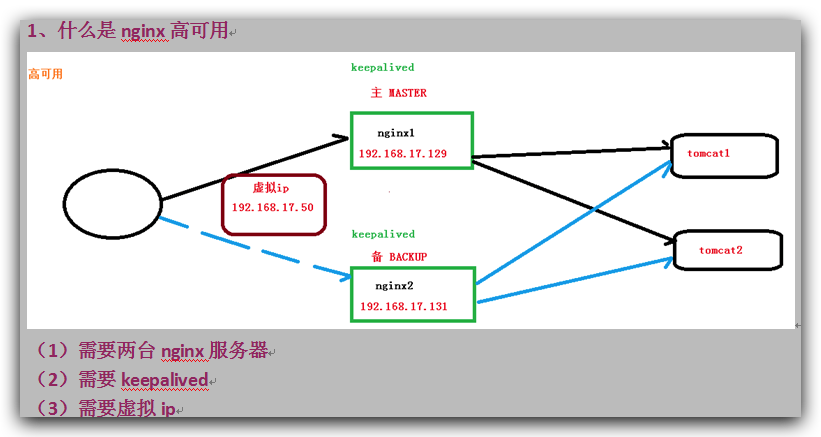 1、什么是 nginx 高可用
高可用
keepalived
主 MASTER
nginx1
192.168.17.129
tomcat1
虚拟ip
192.168.17.50
keepalived
备 BACKUP
tomcat2
nginx2
192.168.17.131
（1）需要两台 nginx 服务器
（2）需要 keepalived
（3）需要虚拟 ip